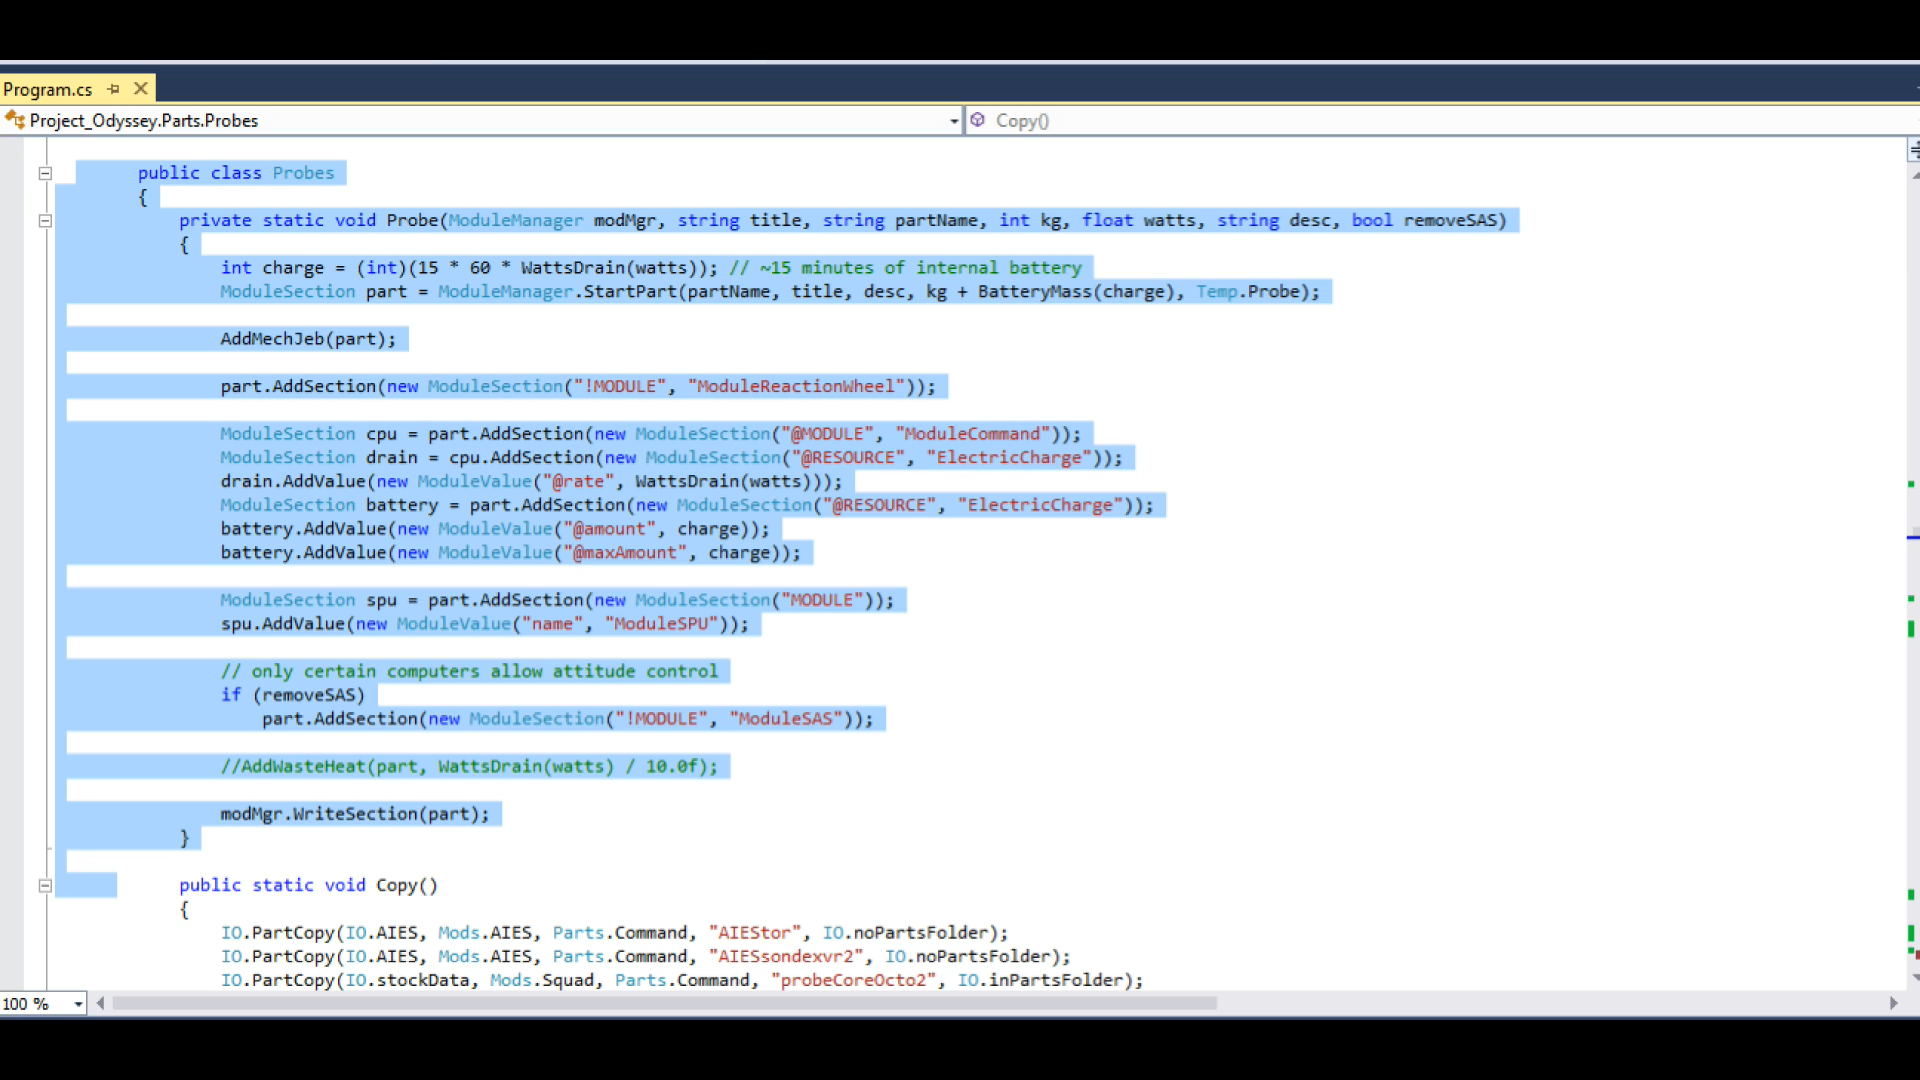 Program.cs
Project_Odyssey.Parts.Probes
Copy()
public class Probes
{
private static void Probe(ModuleManager modMgr, string title, string partName, int kg, float watts, string desc, bool removeSAS)
{
int charge = (int)(15 * 60 * WattsDrain(watts)); // ~15 minutes of internal battery
ModuleSection part = ModuleManager.StartPart(partName, title, desc, kg + BatteryMass(charge), Temp.Probe);
AddMechJeb(part);
part.AddSection(new ModuleSection("!MODULE", "ModuleReactionWheel"));
ModuleSection cpu = part.AddSection(new ModuleSection("@MODULE", "ModuleCommand"));
ModuleSection drain = cpu.AddSection(new ModuleSection("@RESOURCE", "ElectricCharge"));
drain.AddValue(new ModuleValue("@rate", WattsDrain(watts)));
ModuleSection battery = part.AddSection(new ModuleSection("@RESOURCE", "ElectricCharge"));
battery.AddValue(new ModuleValue("@amount", charge));
battery.AddValue(new ModuleValue("@maxAmount", charge));
ModuleSection spu = part.AddSection(new ModuleSection("MODULE"));
spu.AddValue(new ModuleValue("name", "ModuleSPU"));
// only certain computers allow attitude control
if (removeSAS)
part.AddSection(new ModuleSection("!MODULE", "ModuleSAS"));
//AddWasteHeat(part, WattsDrain(watts) / 10.0f);
modMgr.WriteSection(part);
}
public static void Copy()
{
IO.PartCopy(IO.AIES, Mods.AIES, Parts.Command, "AIEStor", IO.noPartsFolder);
IO.PartCopy(IO.AIES, Mods.AIES, Parts.Command, "AIESsondexvr2", IO.noPartsFolder);
IO.PartCopy(IO.stockData, Mods.Squad, Parts.Command, "probeCoreOcto2", IO.inPartsFolder);
100 %